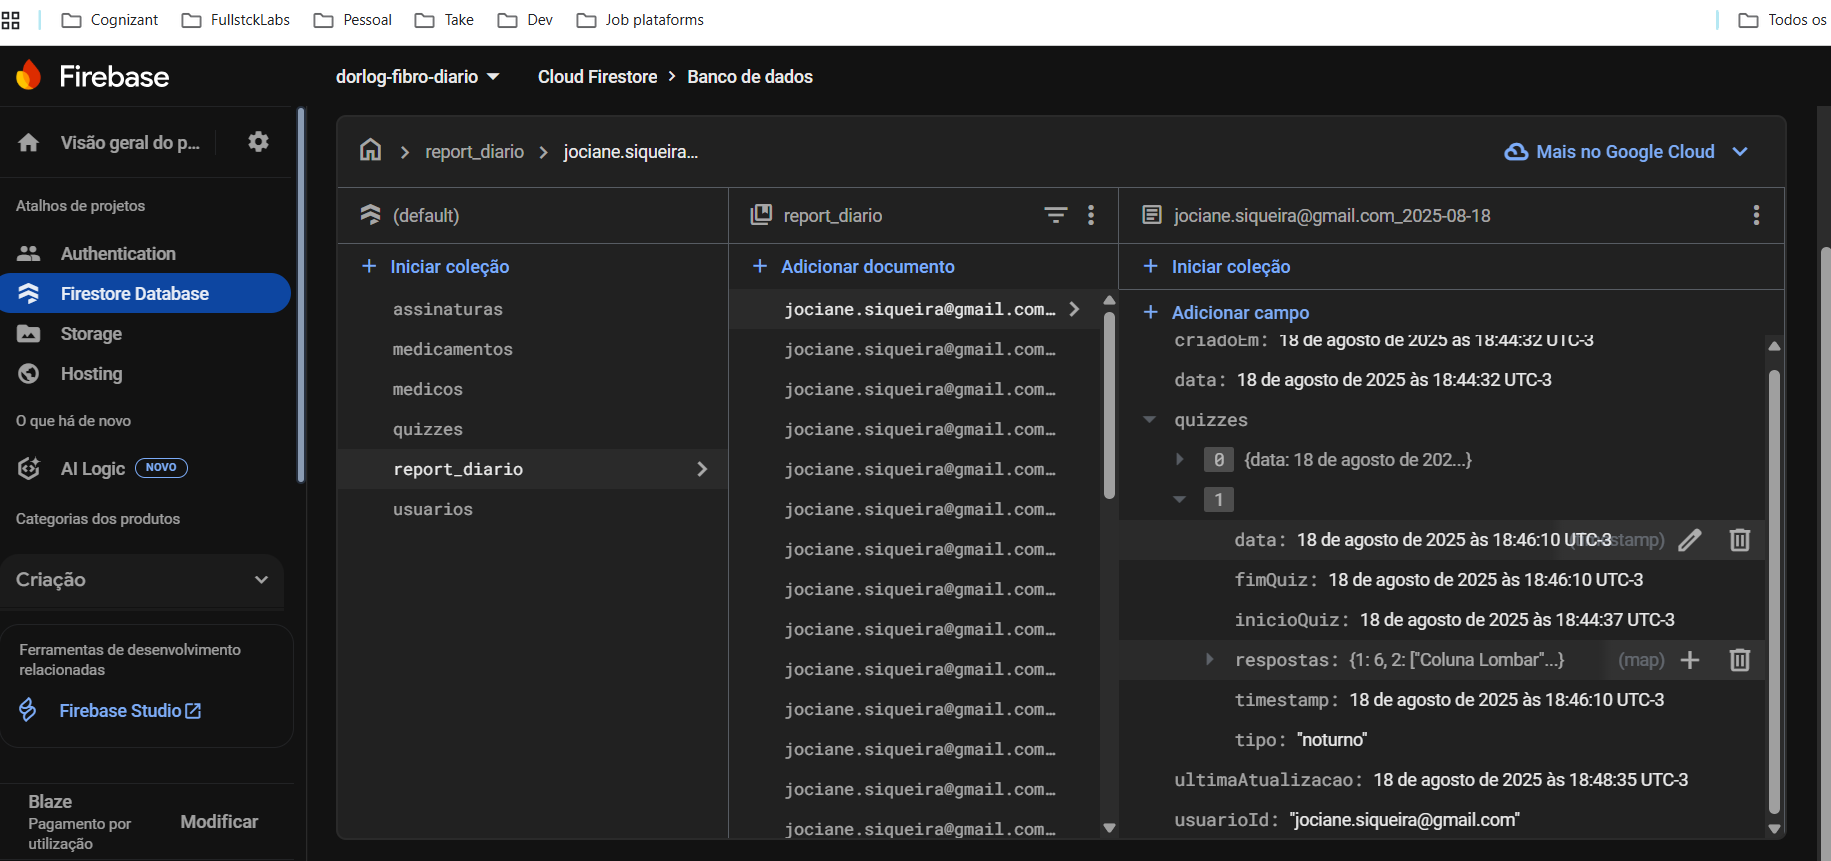 Cognizant FullstckLabs Pessoal Take Dev Job plataforms Todos os
Firebase
dorlog-fibro-diario Cloud Firestore > Banco de dados
Visão geral do p...
Atalhos de projetos
Authentication
Firestore Database
Storage
Hosting
O que há de novo
AI Logic NOVO
Categorias dos produtos
Criação
Ferramentas de desenvolvimento
relacionadas
Firebase Studio
Blaze
Pagamento por
utilização
Modificar
report_diario > jociane.siqueira...
Mais no Google Cloud
(default)
+ Iniciar coleção
assinaturas
medicamentos
medicos
quizzes
report_diario
usuarios
report_diario
+ Adicionar documento
jociane.siqueira@gmail.com…
jociane.siqueira@gmail.com…
jociane.siqueira@gmail.com…
jociane.siqueira@gmail.com…
jociane.siqueira@gmail.com…
jociane.siqueira@gmail.com…
jociane.siqueira@gmail.com…
jociane.siqueira@gmail.com…
jociane.siqueira@gmail.com…
jociane.siqueira@gmail.com…
jociane.siqueira@gmail.com…
jociane.siqueira@gmail.com…
jociane.siqueira@gmail.com…
jociane.siqueira@gmail.com…
jociane.siqueira@gmail.com_2025-08-18
+ Iniciar coleção
+ Adicionar campo
criadoEm: 18 de agosto de 2025 às 18:44:32 UTC-3
data: 18 de agosto de 2025 às 18:44:32 UTC-3
quizzes
0 {data: 18 de agosto de 202...}
1
data: 18 de agosto de 2025 às 18:46:10 UTC-3
fimQuiz: 18 de agosto de 2025 às 18:46:10 UTC-3
inicioQuiz: 18 de agosto de 2025 às 18:44:37 UTC-3
respostas: {1: 6, 2: ["Coluna Lombar"...} (map)
timestamp: 18 de agosto de 2025 às 18:46:10 UTC-3
tipo: "noturno"
ultimaAtualizacao: 18 de agosto de 2025 às 18:48:35 UTC-3
usuarioId: "jociane.siqueira@gmail.com"